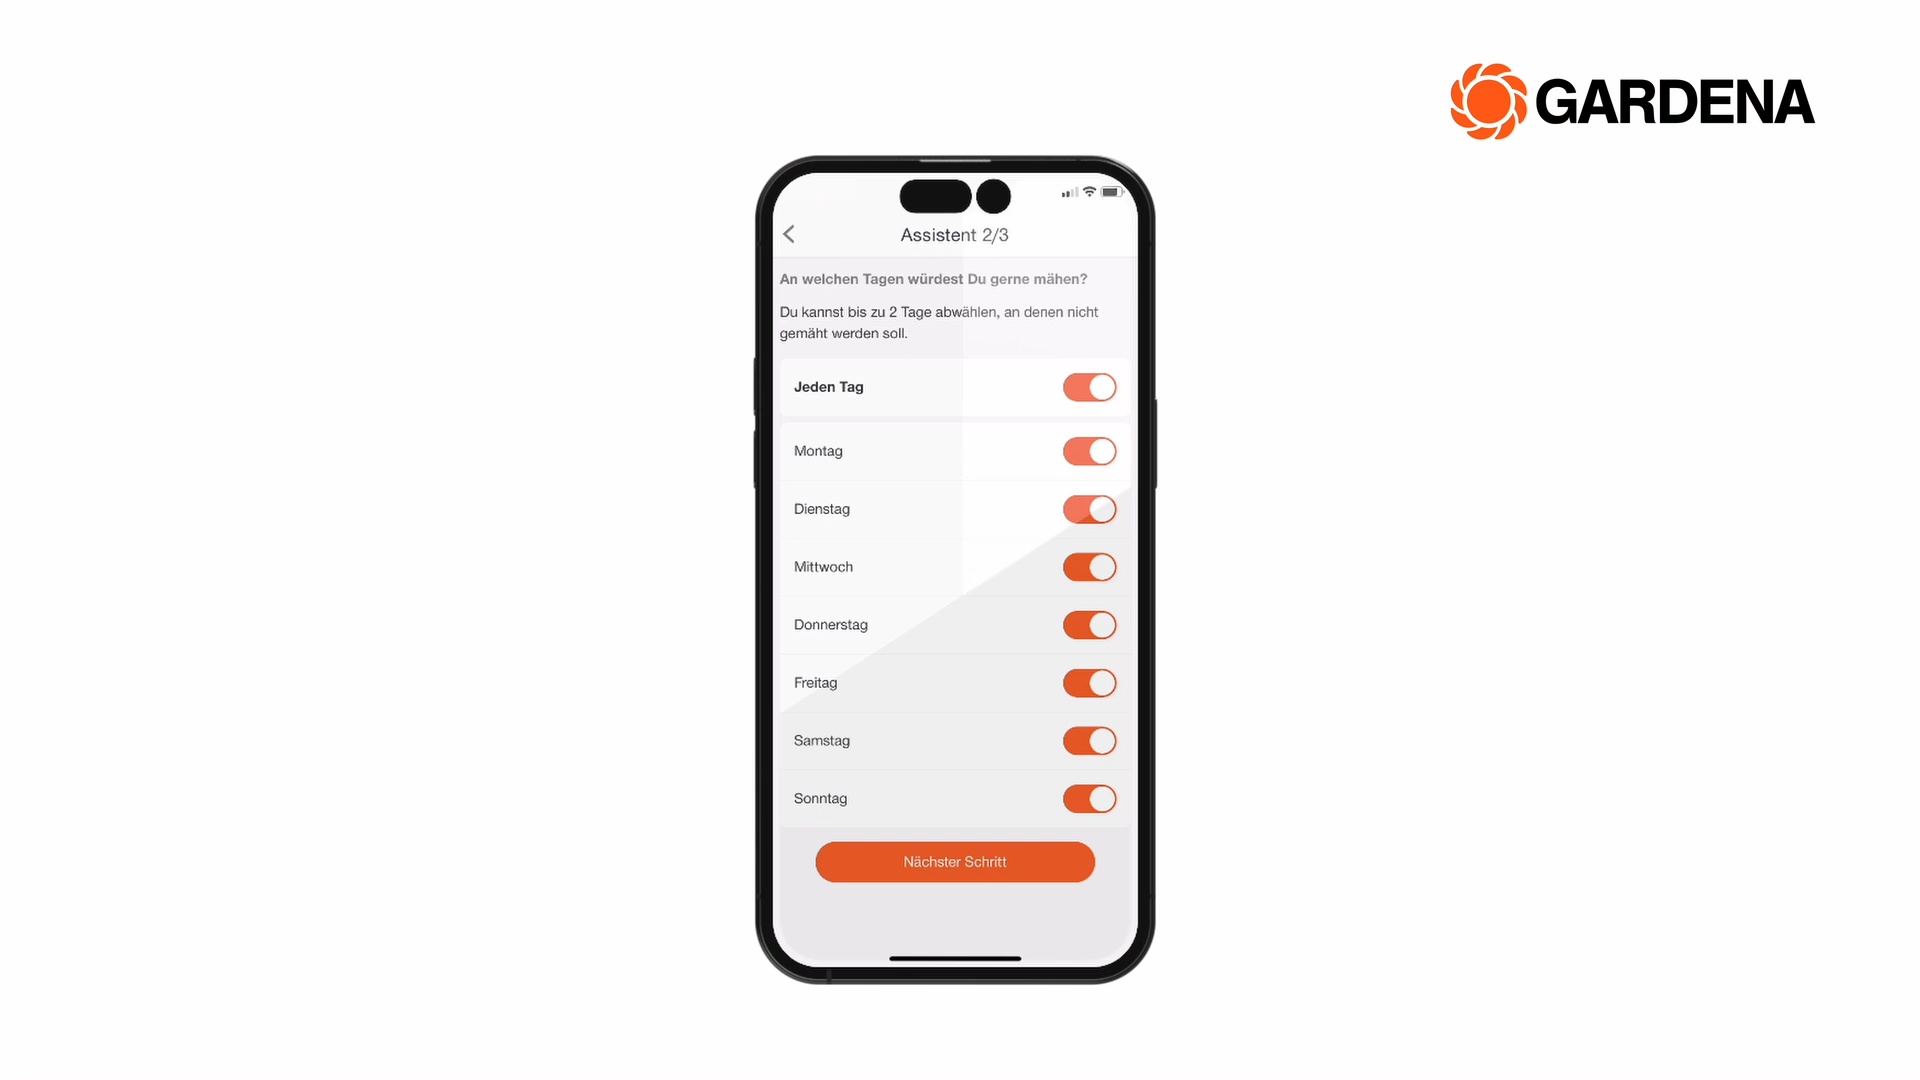 GARDENA
Assistent 2/3
An welchen Tagen würdest Du gerne mähen?
Du kannst bis zu 2 Tage abwählen, an denen nicht
gemäht werden soll.
Jeden Tag
Montag
Dienstag
Mittwoch
Donnerstag
Freitag
Samstag
Sonntag
Nächster Schritt